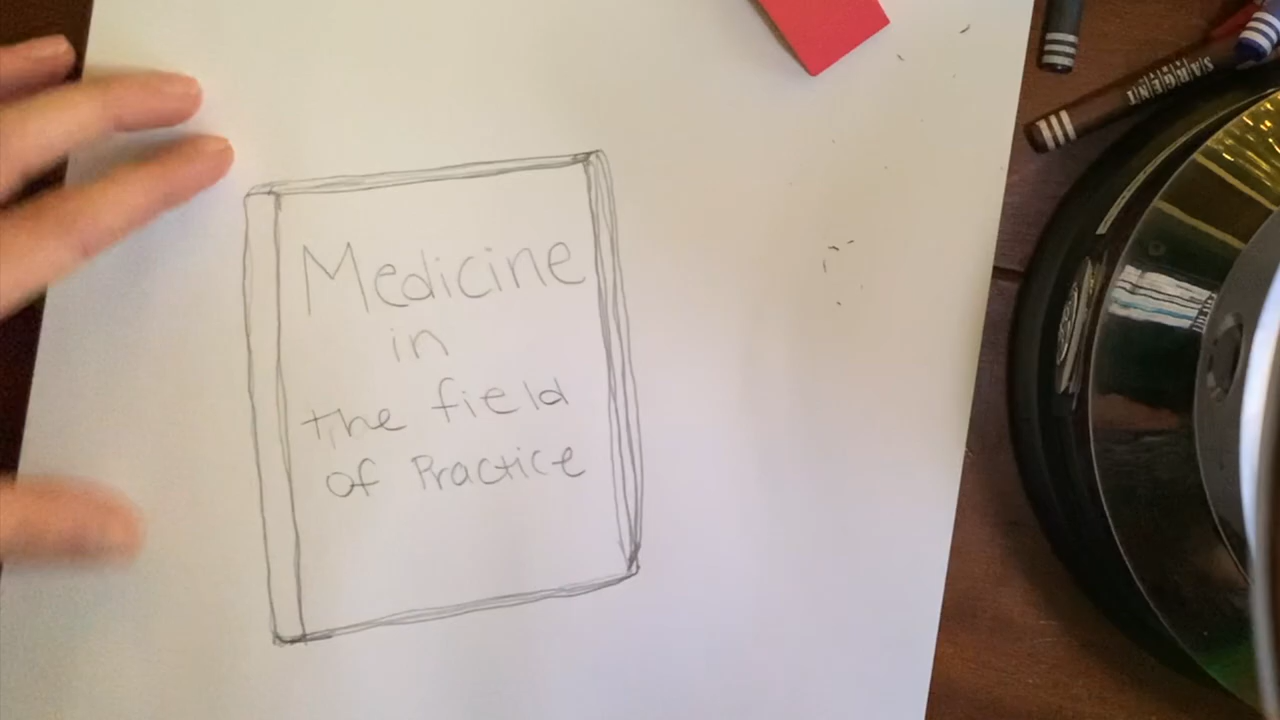 Medicine
in
the field
of Practice
SARGENT